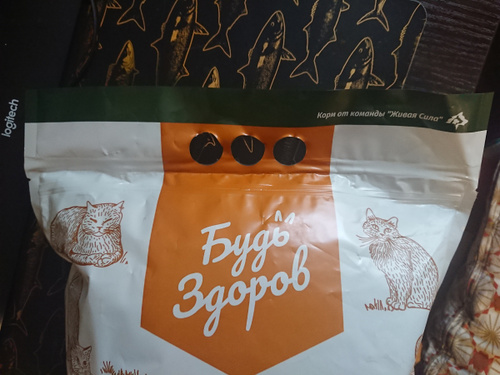 logitech
Корм от команды "Живая Сила"
Будь
Здоров